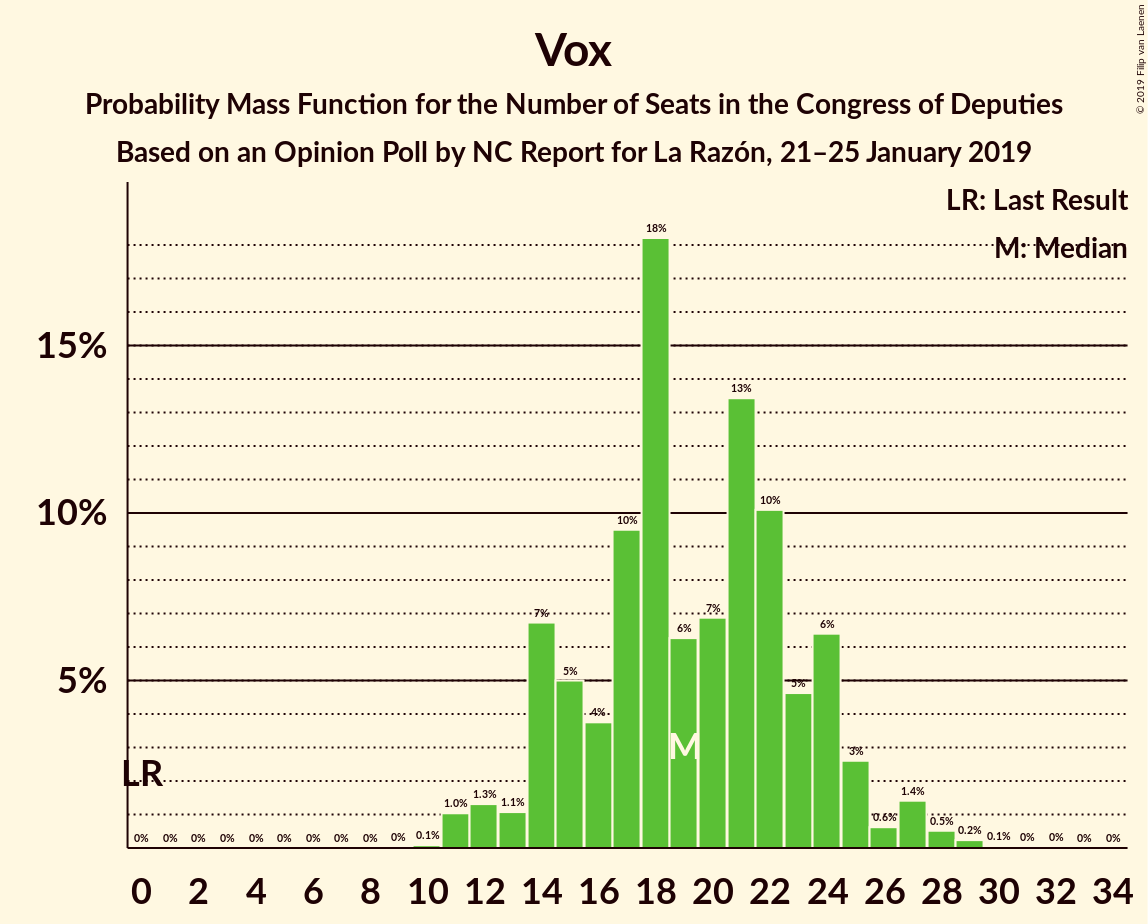 Vox
Probability Mass Function for the Number of Seats in the Congress of Deputies
Based on an Opinion Poll by NC Report for La Razón, 21–25 January 2019
© 2019 Filip van Laenen
LR: Last Result
M: Median
15%
10%
5%
0% 0% 0% 0% 0% 0% 0% 0% 0% 0% 0.1% 1.0% 1.3% 1.1% 7% 5% 4% 10% 18% 6% 7% 13% 10% 5% 6% 3% 0.6% 1.4% 0.5% 0.2% 0.1% 0% 0% 0% 0%
LR
M
0 2 4 6 8 10 12 14 16 18 20 22 24 26 28 30 32 34